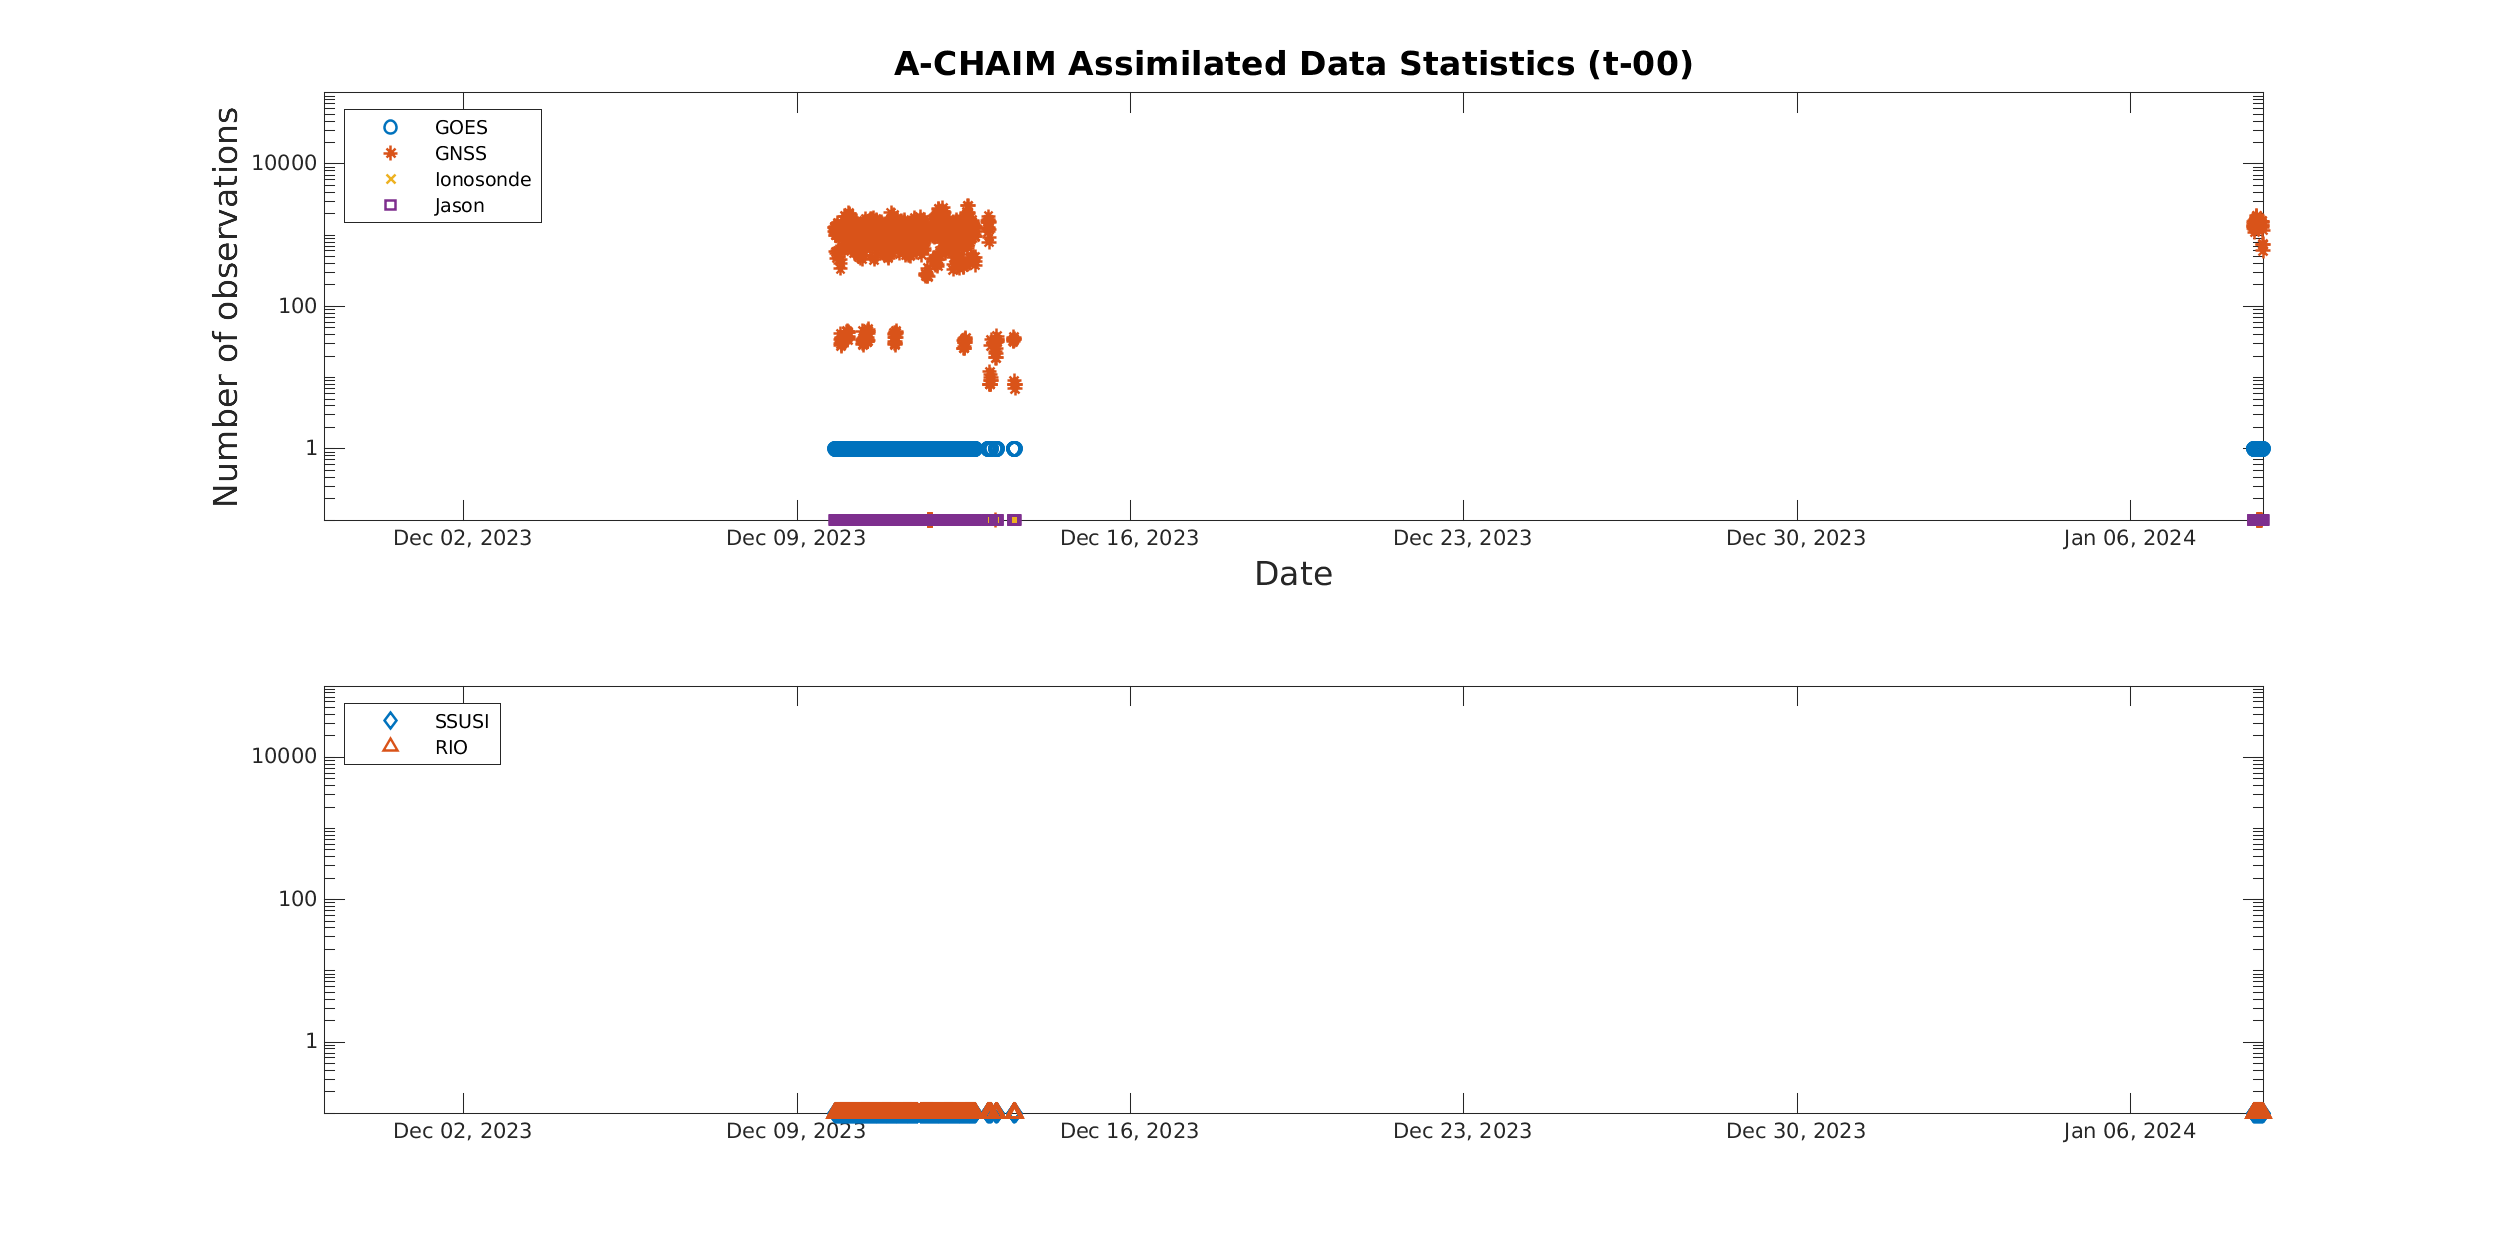 A-CHAIM Assimilated Data Statistics (t-00)
Number of observations
GOES
GNSS
Ionosonde
Jason
10000
100
1
Dec 02, 2023
Dec 09, 2023
Dec 16, 2023
Dec 23, 2023
Dec 30, 2023
Jan 06, 2024
Date
SSUSI
RIO
10000
100
1
Dec 02, 2023
Dec 09, 2023
Dec 16, 2023
Dec 23, 2023
Dec 30, 2023
Jan 06, 2024